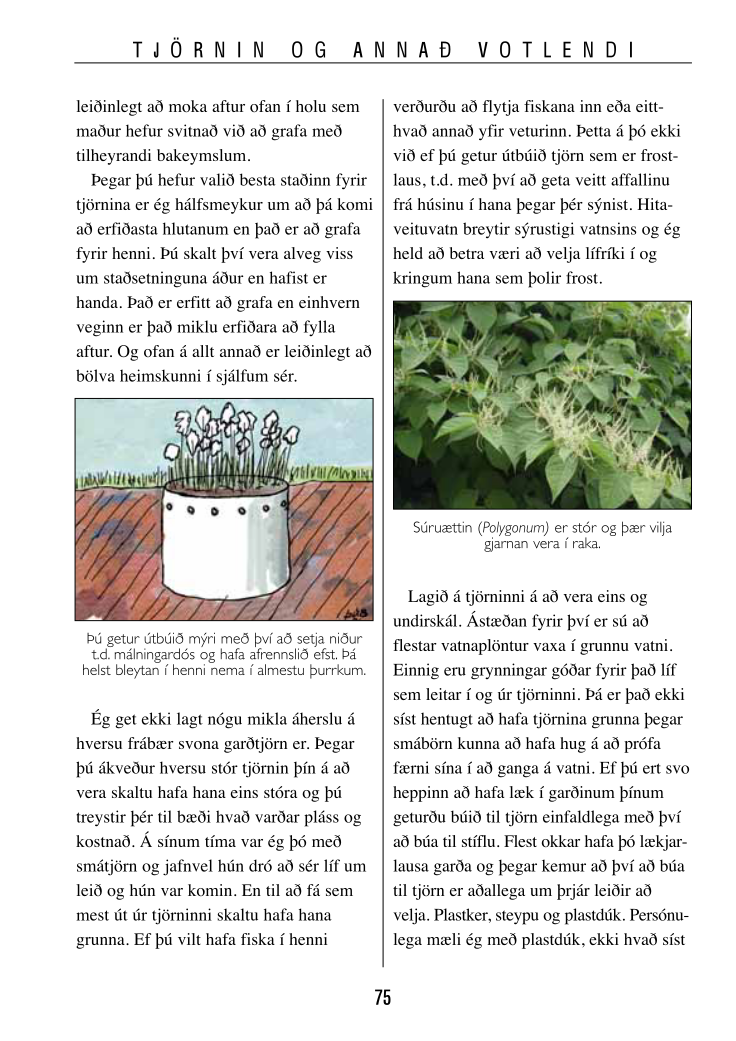 TJÖRNIN OG ANNAÐ VOTLENDI
leiðinlegt að moka aftur ofan í holu sem
maður hefur svitnað við að grafa með
tilheyrandi bakeymslum.
Þegar þú hefur valið besta staðinn fyrir
tjörnina er ég hálfsmeykur um að þá komi
að erfiðasta hlutanum en það er að grafa
fyrir henni. Þú skalt því vera alveg viss
um staðsetninguna áður en hafist er
handa. Það er erfitt að grafa en einhvern
veginn er það miklu erfiðara að fylla
aftur. Og ofan á allt annað er leiðinlegt að
bölva heimskunni í sjálfum sér.
Þú getur útbúið mýri með því að setja niður
t.d. málningardós og hafa afrennslið efst. Þá
helst bleytan í henni nema í almestu þurrkum.
Ég get ekki lagt nógu mikla áherslu á
hversu frábær svona garðtjörn er. Þegar
þú ákveður hversu stór tjörnin þín á að
vera skaltu hafa hana eins stóra og þú
treystir þér til bæði hvað varðar pláss og
kostnað. Á sínum tíma var ég þó með
smátjörn og jafnvel hún dró að sér líf um
leið og hún var komin. En til að fá sem
mest út úr tjörninni skaltu hafa hana
grunna. Ef þú vilt hafa fiska í henni
verðurðu að flytja fiskana inn eða eitt-
hvað annað yfir veturinn. Þetta á þó ekki
við ef þú getur útbúið tjörn sem er frost-
laus, t.d. með því að geta veitt affallinu
frá húsinu í hana þegar þér sýnist. Hita-
veituvatn breytir sýrustigi vatnsins og ég
held að betra væri að velja lífríki í og
kringum hana sem þolir frost.
Súruættin (Polygonum) er stór og þær vilja
gjarnan vera í raka.
Lagið á tjörninni á að vera eins og
undirskál. Ástæðan fyrir því er sú að
flestar vatnaplöntur vaxa í grunnu vatni.
Einnig eru grynningar góðar fyrir það líf
sem leitar í og úr tjörninni. Þá er það ekki
síst hentugt að hafa tjörnina grunna þegar
smábörn kunna að hafa hug á að prófa
færni sína í að ganga á vatni. Ef þú ert svo
heppinn að hafa læk í garðinum þínum
geturðu búið til tjörn einfaldlega með því
að búa til stíflu. Flest okkar hafa þó lækjar-
lausa garða og þegar kemur að því að búa
til tjörn er aðallega um þrjár leiðir að
velja. Plastker, steypu og plastdúk. Persónu-
lega mæli ég með plastdúk, ekki hvað síst
75